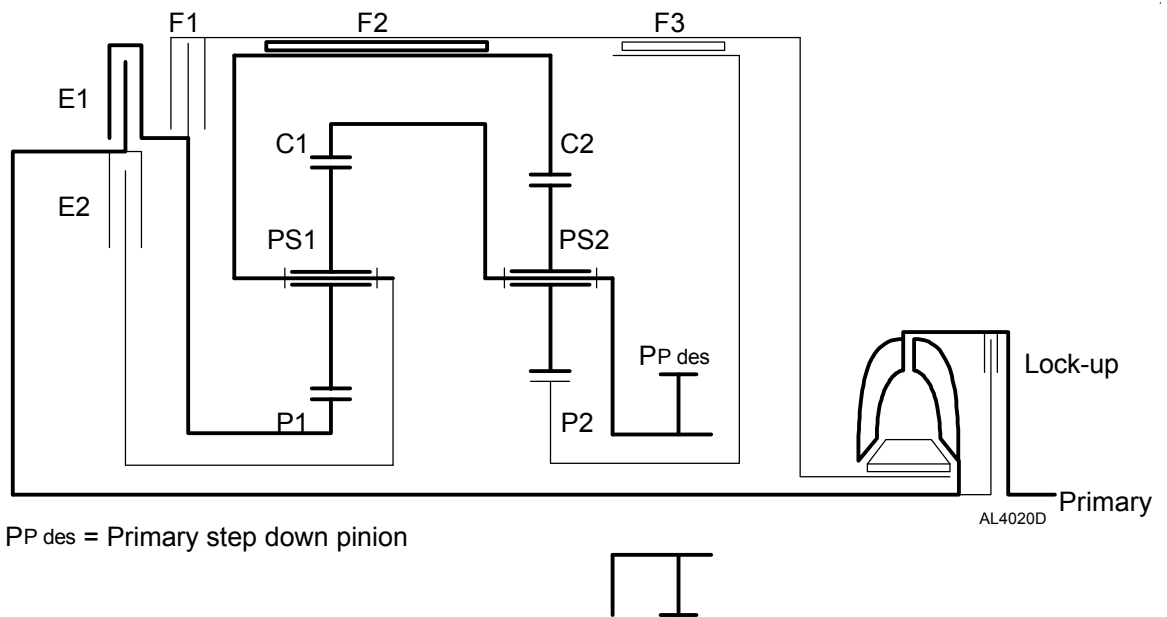 F1
F2
F3
E1
C1
C2
E2
PS1
PS2
PP des
Lock-up
P1
P2
Primary
AL4020D
PP des = Primary step down pinion